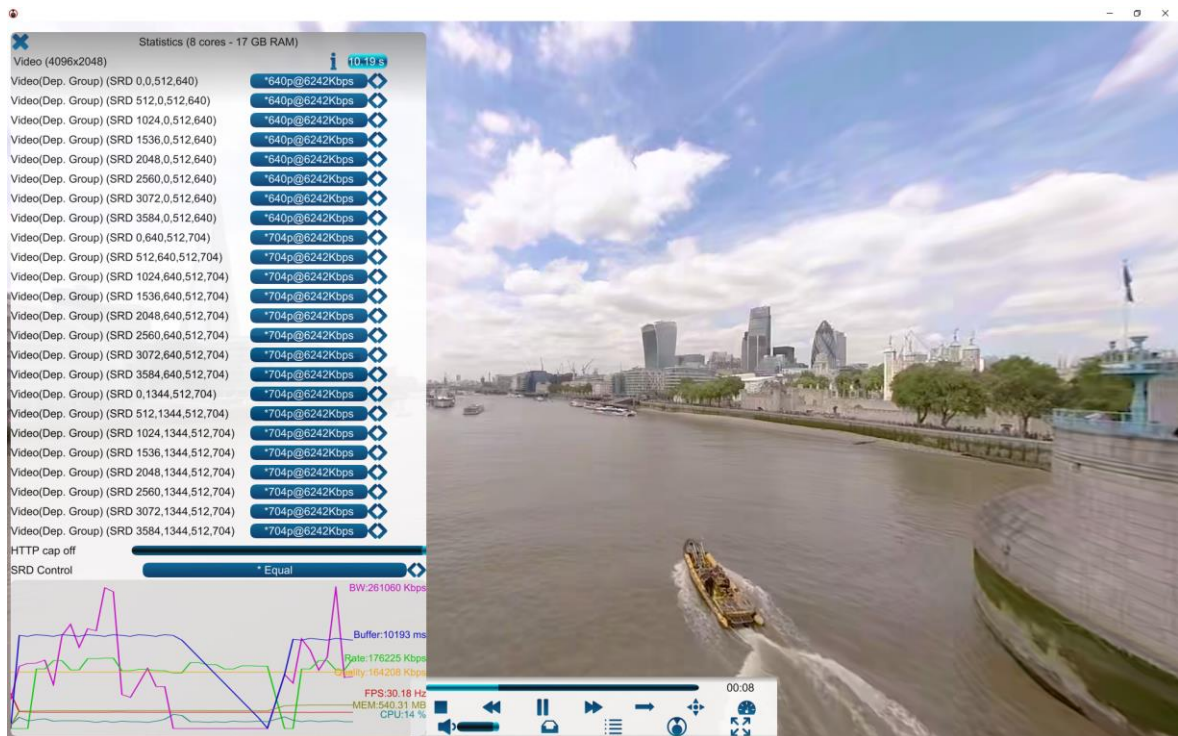 Statistics (8 cores - 17 GB RAM)
Video (4096x2048) 10.19 s
Video(Dep. Group) (SRD 0,0,512,640) *640p@6242Kbps
Video(Dep. Group) (SRD 512,0,512,640) *640p@6242Kbps
Video(Dep. Group) (SRD 1024,0,512,640) *640p@6242Kbps
Video(Dep. Group) (SRD 1536,0,512,640) *640p@6242Kbps
Video(Dep. Group) (SRD 2048,0,512,640) *640p@6242Kbps
Video(Dep. Group) (SRD 2560,0,512,640) *640p@6242Kbps
Video(Dep. Group) (SRD 3072,0,512,640) *640p@6242Kbps
Video(Dep. Group) (SRD 3584,0,512,640) *640p@6242Kbps
Video(Dep. Group) (SRD 0,640,512,704) *704p@6242Kbps
Video(Dep. Group) (SRD 512,640,512,704) *704p@6242Kbps
Video(Dep. Group) (SRD 1024,640,512,704) *704p@6242Kbps
Video(Dep. Group) (SRD 1536,640,512,704) *704p@6242Kbps
Video(Dep. Group) (SRD 2048,640,512,704) *704p@6242Kbps
Video(Dep. Group) (SRD 2560,640,512,704) *704p@6242Kbps
Video(Dep. Group) (SRD 3072,640,512,704) *704p@6242Kbps
Video(Dep. Group) (SRD 3584,640,512,704) *704p@6242Kbps
Video(Dep. Group) (SRD 0,1344,512,704) *704p@6242Kbps
Video(Dep. Group) (SRD 512,1344,512,704) *704p@6242Kbps
Video(Dep. Group) (SRD 1024,1344,512,704) *704p@6242Kbps
Video(Dep. Group) (SRD 1536,1344,512,704) *704p@6242Kbps
Video(Dep. Group) (SRD 2048,1344,512,704) *704p@6242Kbps
Video(Dep. Group) (SRD 2560,1344,512,704) *704p@6242Kbps
Video(Dep. Group) (SRD 3072,1344,512,704) *704p@6242Kbps
Video(Dep. Group) (SRD 3584,1344,512,704) *704p@6242Kbps
HTTP cap off
SRD Control * Equal
BW:261060 Kbps
Buffer:10193 ms
Rate:176225 Kbps
Quality:164208 Kbps
FPS:30.18 Hz
MEM:540.31 MB
CPU:14 %
00:08